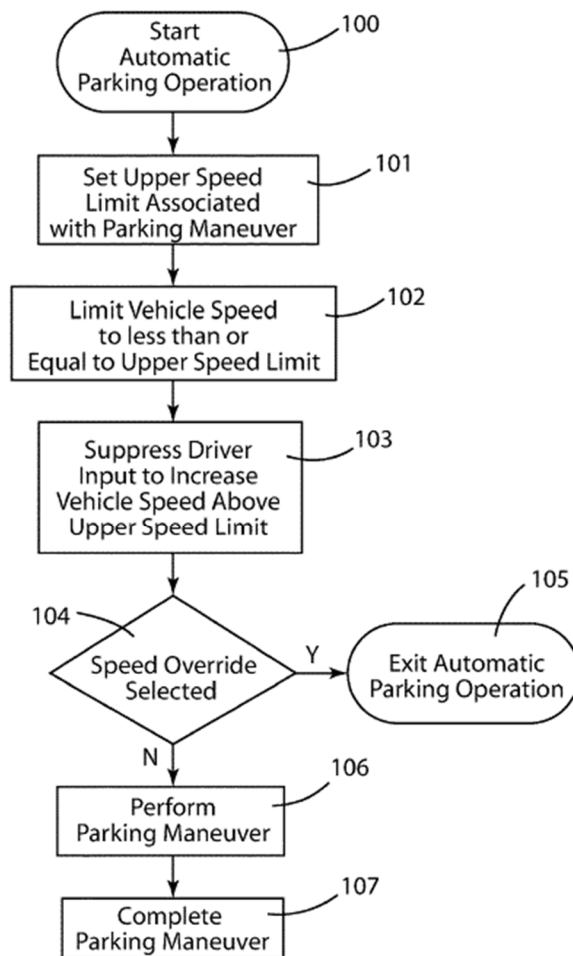 Start
Automatic
Parking Operation
100
Set Upper Speed
Limit Associated
with Parking Maneuver
101
Limit Vehicle Speed
to less than or
Equal to Upper Speed Limit
102
Suppress Driver
Input to Increase
Vehicle Speed Above
Upper Speed Limit
103
104
Speed Override
Selected
Y
105
Exit Automatic
Parking Operation
N
106
Perform
Parking Maneuver
107
Complete
Parking Maneuver